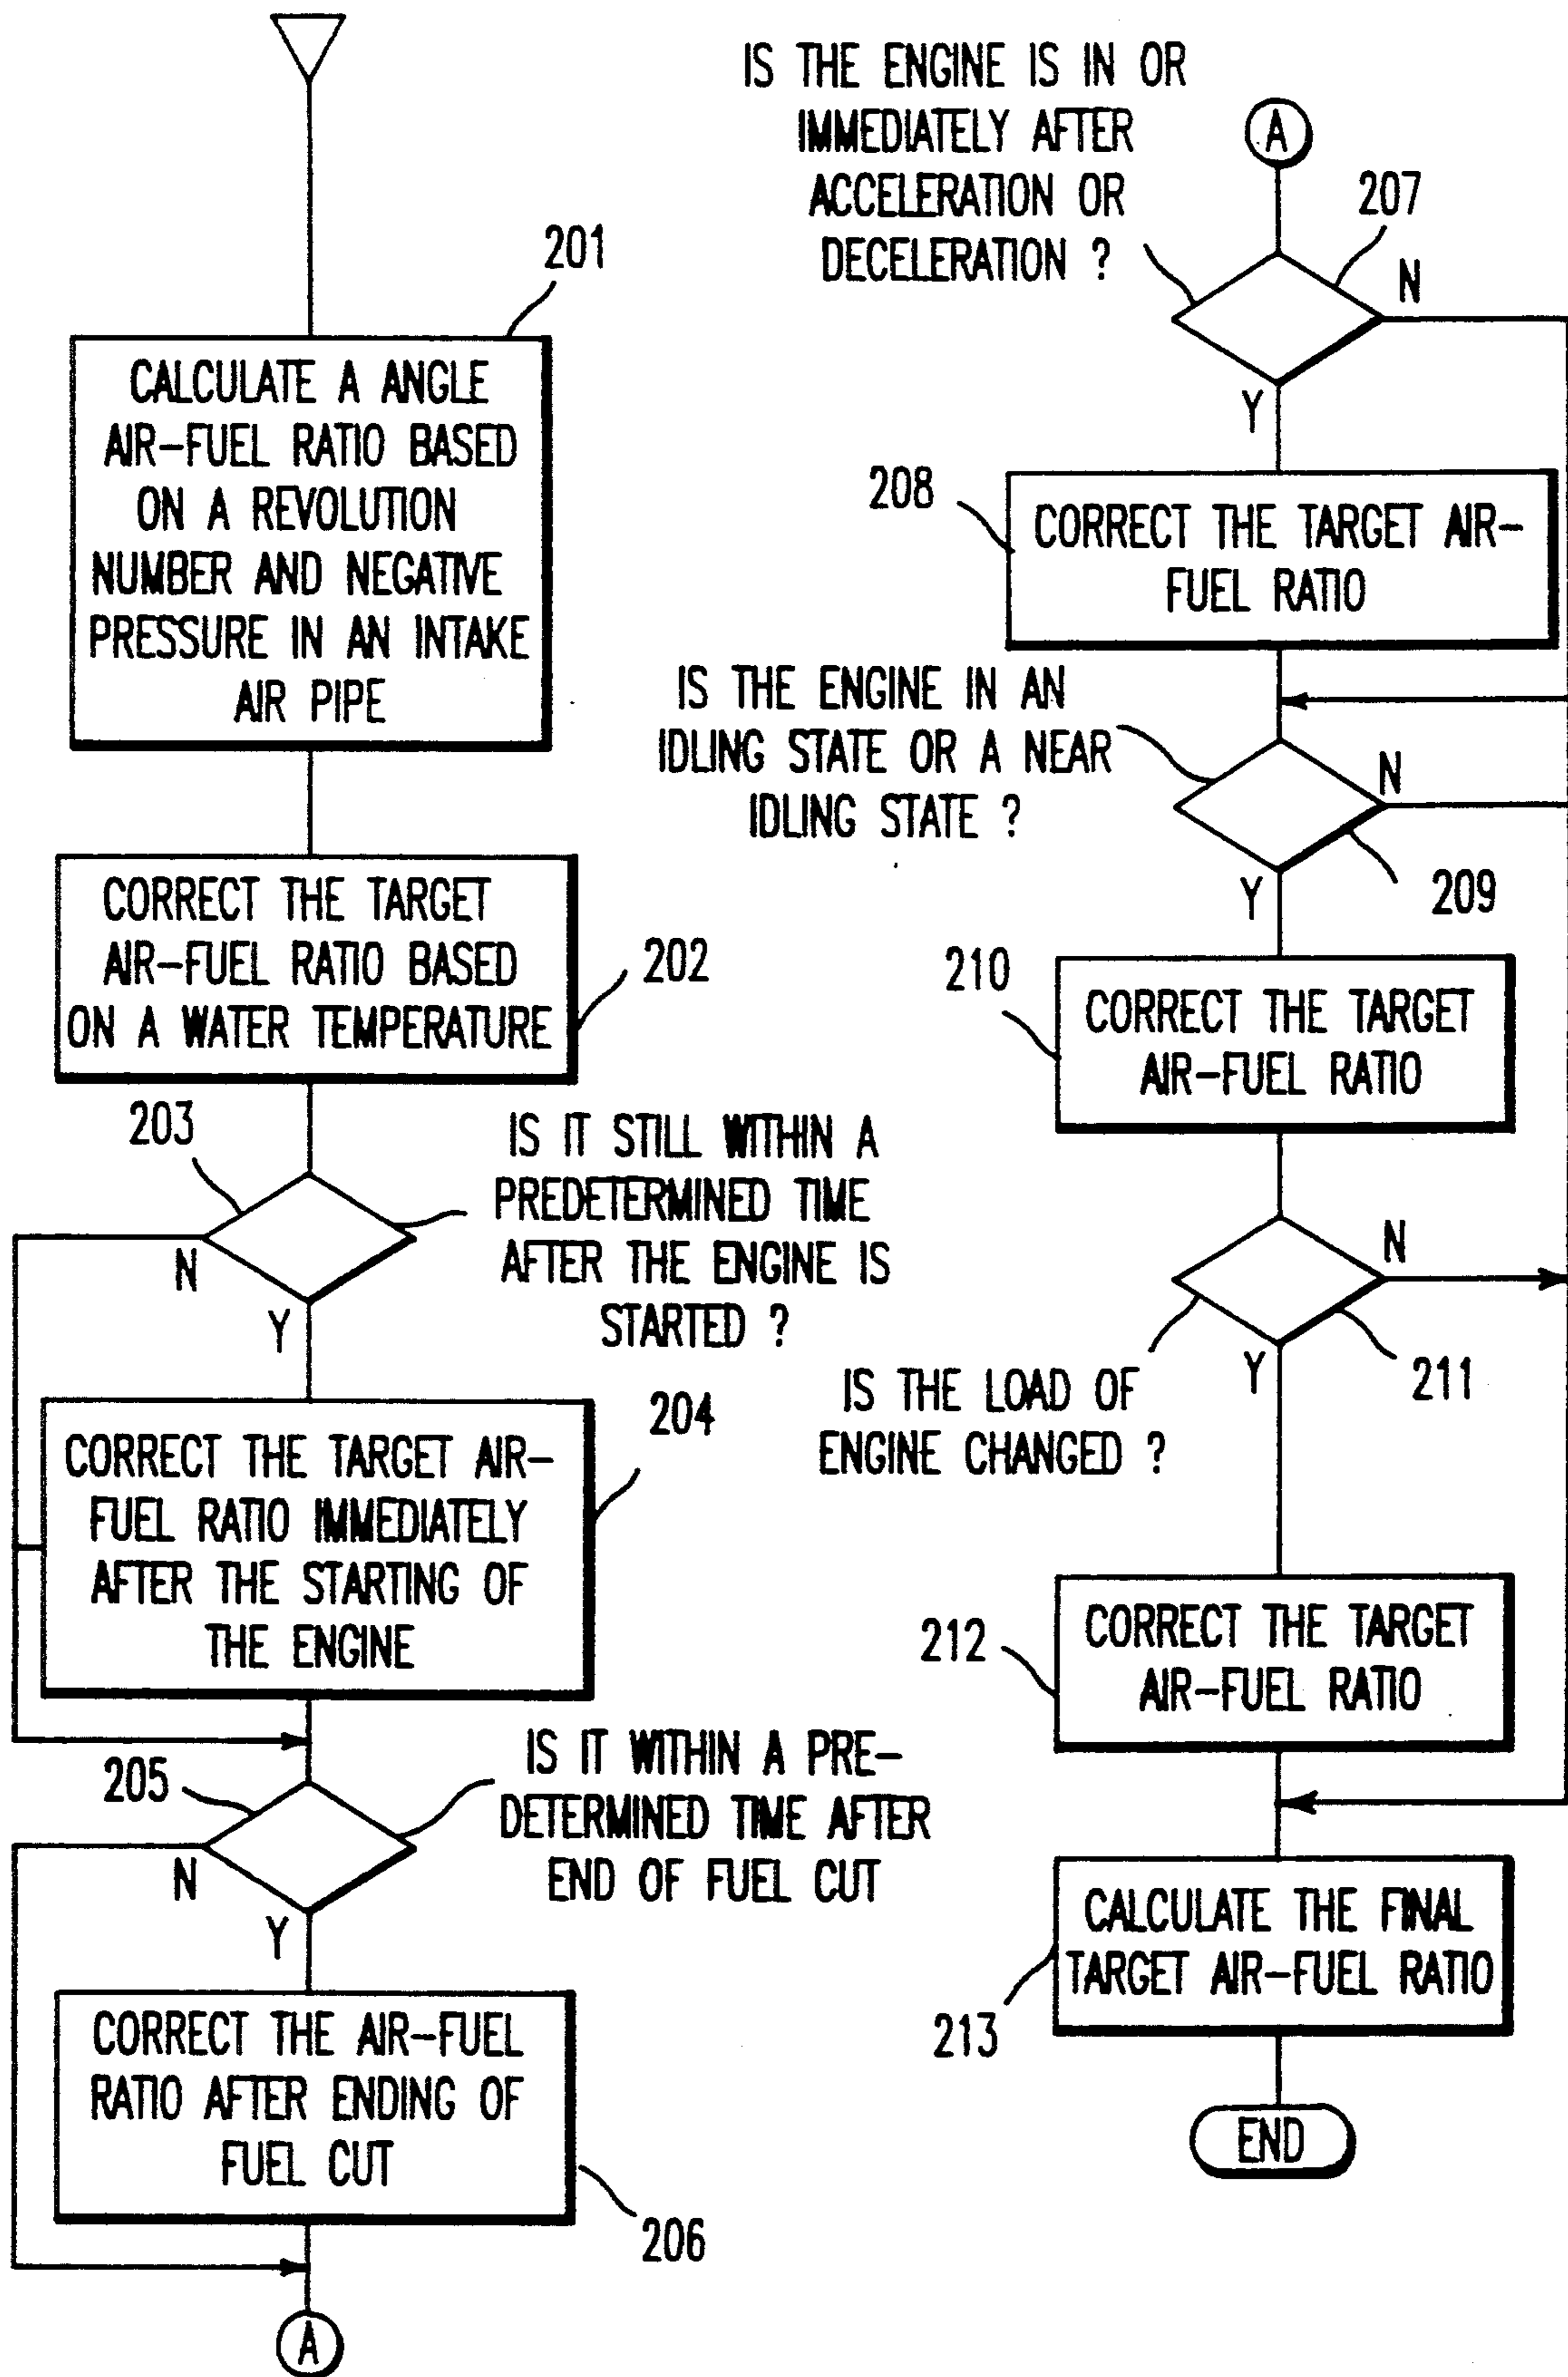 201
CALCULATE A ANGLE
AIR-FUEL RATIO BASED
ON A REVOLUTION
NUMBER AND NEGATIVE
PRESSURE IN AN INTAKE
AIR PIPE
CORRECT THE TARGET
AIR-FUEL RATIO BASED
ON A WATER TEMPERATURE
202
203
IS IT STILL WITHIN A
PREDETERMINED TIME
AFTER THE ENGINE IS
STARTED ?
N
Y
204
CORRECT THE TARGET AIR-
FUEL RATIO IMMEDIATELY
AFTER THE STARTING OF
THE ENGINE
205
IS IT WITHIN A PRE-
DETERMINED TIME AFTER
END OF FUEL CUT
N
Y
CORRECT THE AIR-FUEL
RATIO AFTER ENDING OF
FUEL CUT
206
A
IS THE ENGINE IS IN OR
IMMEDIATELY AFTER
ACCELERATION OR
DECELERATION ?
A
207
N
Y
208
CORRECT THE TARGET AIR-
FUEL RATIO
IS THE ENGINE IN AN
IDLING STATE OR A NEAR
IDLING STATE ?
N
209
Y
210
CORRECT THE TARGET
AIR-FUEL RATIO
N
211
Y
IS THE LOAD OF
ENGINE CHANGED ?
212
CORRECT THE TARGET
AIR-FUEL RATIO
CALCULATE THE FINAL
TARGET AIR-FUEL RATIO
213
END